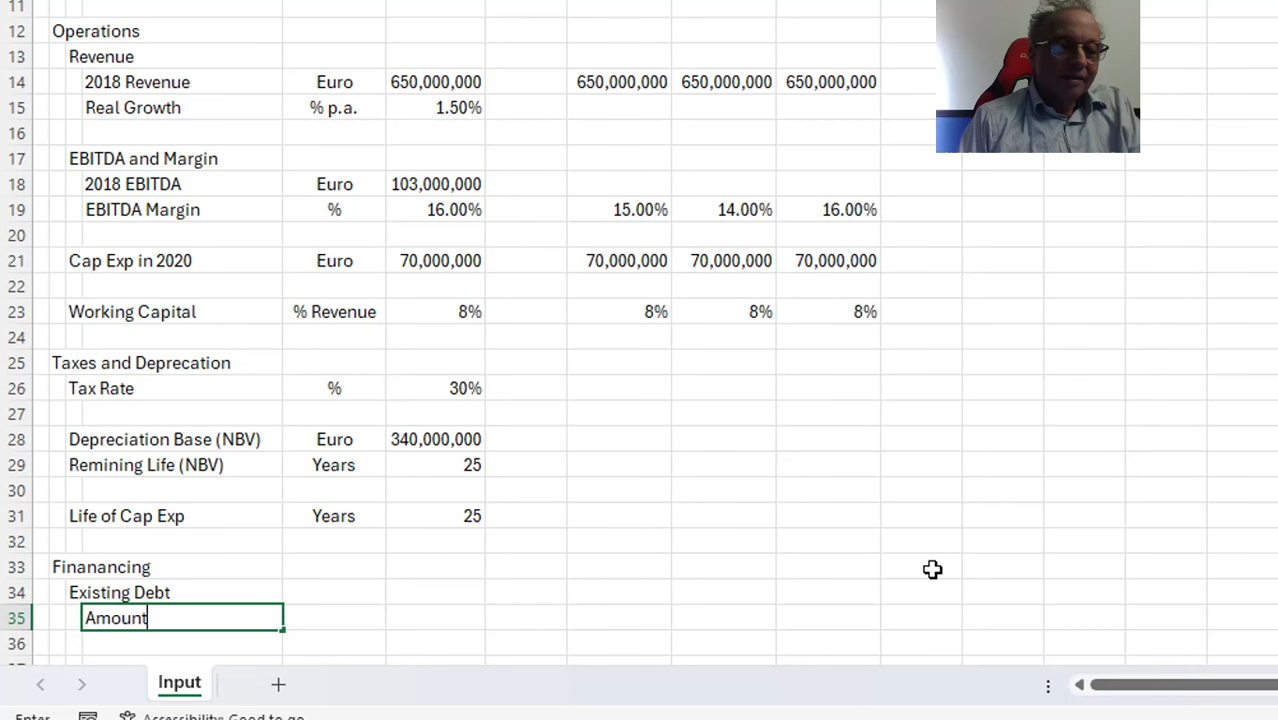 11
12 Operations
13 Revenue
14 2018 Revenue Euro 650,000,000 650,000,000 650,000,000 650,000,000
15 Real Growth % p.a. 1.50%
16
17 EBITDA and Margin
18 2018 EBITDA Euro 103,000,000
19 EBITDA Margin % 16.00% 15.00% 14.00% 16.00%
20
21 Cap Exp in 2020 Euro 70,000,000 70,000,000 70,000,000 70,000,000
22
23 Working Capital % Revenue 8% 8% 8% 8%
24
25 Taxes and Deprecation
26 Tax Rate % 30%
27
28 Depreciation Base (NBV) Euro 340,000,000
29 Remining Life (NBV) Years 25
30
31 Life of Cap Exp Years 25
32
33 Finanancing
34 Existing Debt
35 Amount
36
Input
Enter Accessibility: Good to go